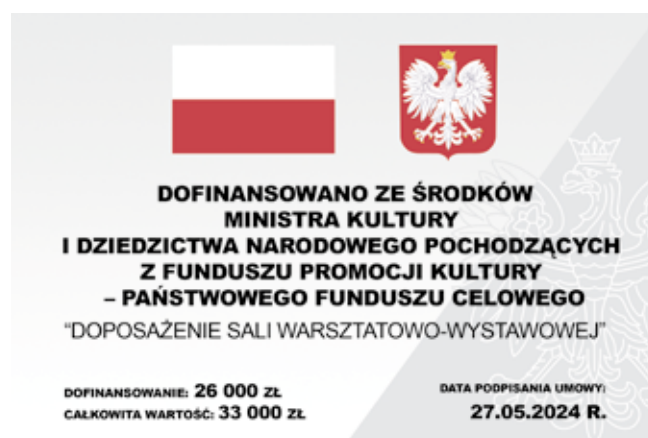 DOFINANSOWANO ZE ŚRODKÓW
MINISTRA KULTURY
I DZIEDZICTWA NARODOWEGO POCHODZĄCYCH
Z FUNDUSZU PROMOCJI KULTURY
– PAŃSTWOWEGO FUNDUSZU CELOWEGO
"DOPOSAŻENIE SALI WARSZTATOWO-WYSTAWOWEJ"
DOFINANSOWANIE: 26 000 ZŁ
CAŁKOWITA WARTOŚĆ: 33 000 ZŁ
DATA PODPISANIA UMOWY:
27.05.2024 R.